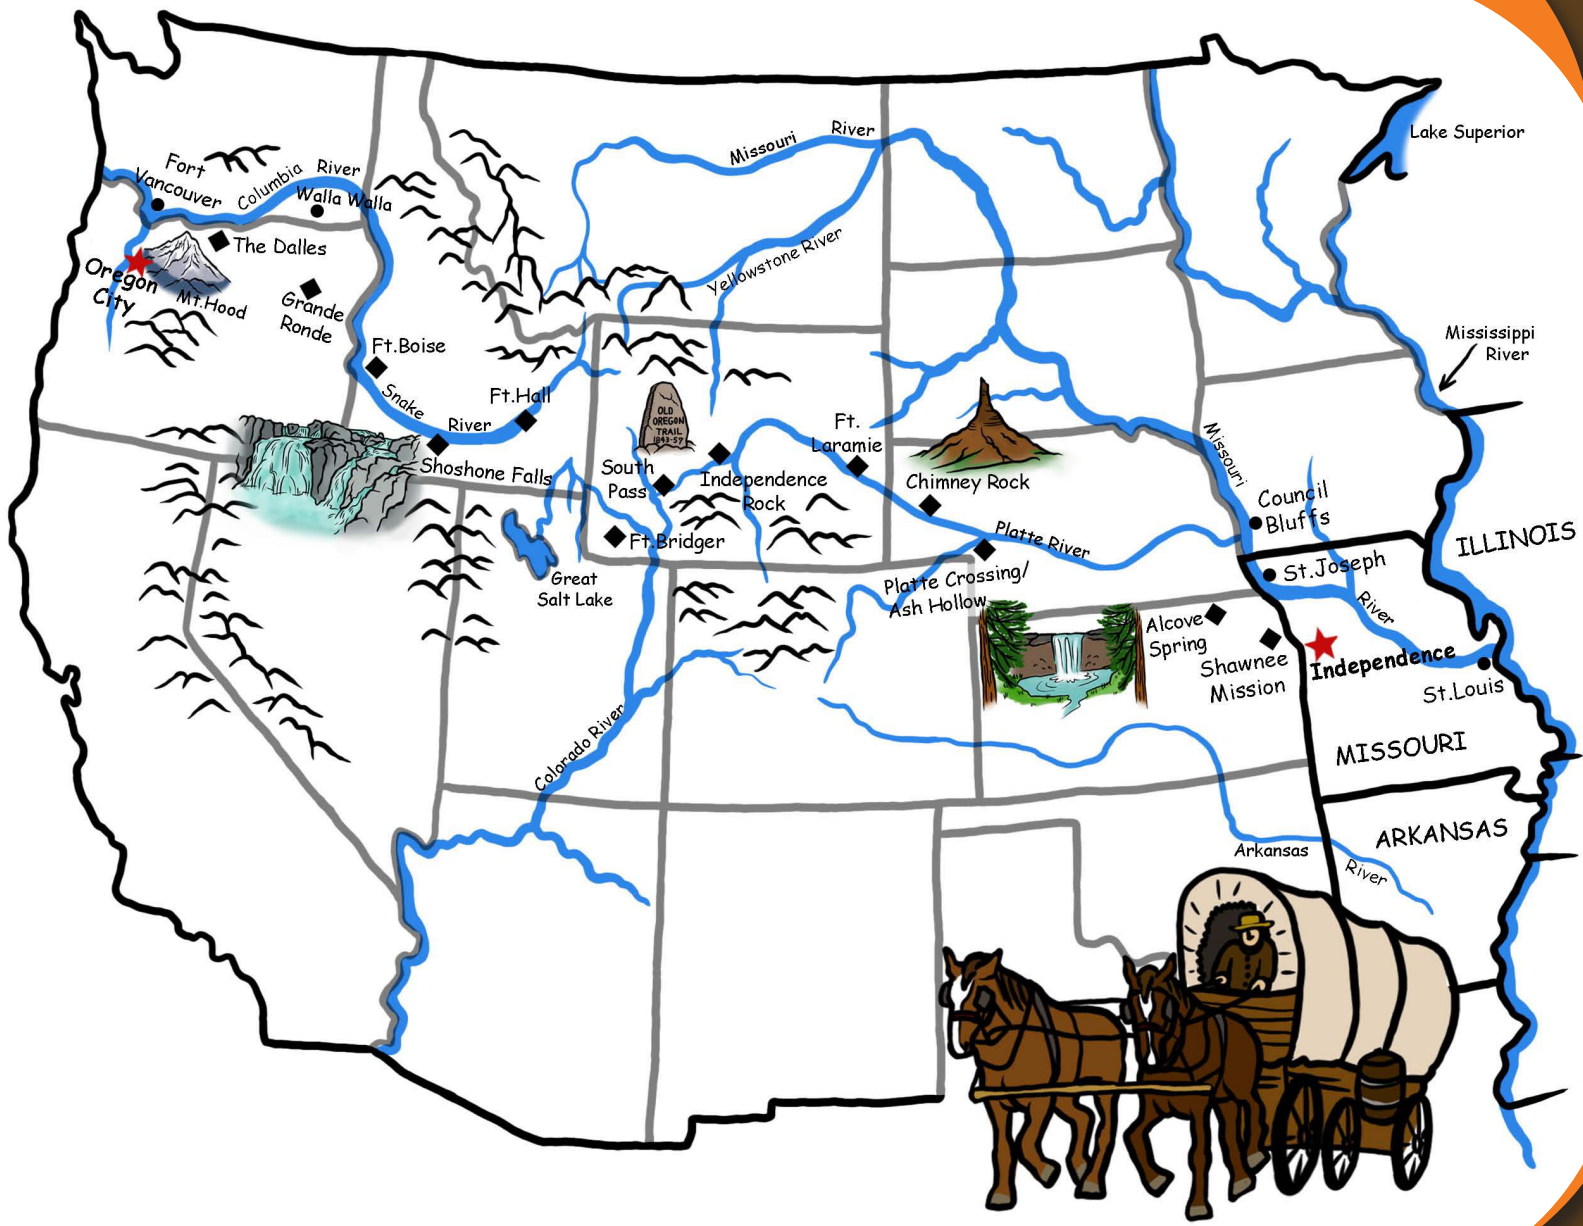 Lake Superior
Missouri River
Fort
Vancouver
Columbia River
Walla Walla
The Dalles
Oregon
City
Mt.Hood
Grande
Ronde
Yellowstone River
Mississippi
River
Ft.Boise
Snake River
Ft.Hall
Shoshone Falls
OLD
OREGON
TRAIL
1843-57
South
Pass
Independence
Rock
Ft.
Laramie
Chimney Rock
Missouri
Council
Bluffs
ILLINOIS
Ft.Bridger
Great
Salt Lake
Platte River
Platte Crossing/
Ash Hollow
St.Joseph
River
Alcove
Spring
Shawnee
Mission
Independence
St.Louis
Colorado River
MISSOURI
ARKANSAS
Arkansas River